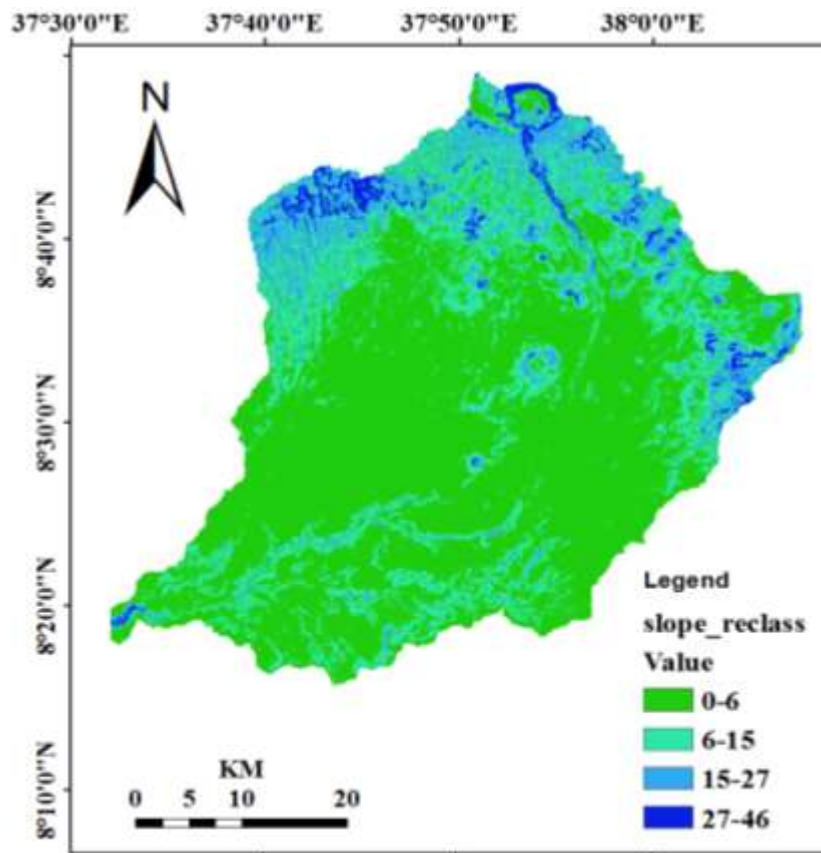 37°30'0"E 37°40'0"E 37°50'0"E 38°0'0"E
N
8°40'0"N
8°30'0"N
8°20'0"N
8°10'0"N
Legend
slope_reclass
Value
0-6
6-15
15-27
27-46
KM
0 5 10 20